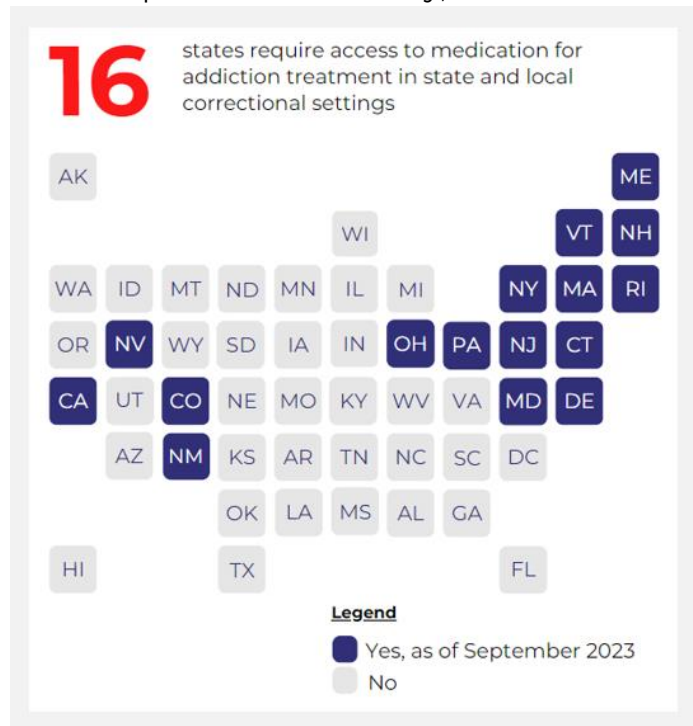 16
states require access to medication for
addiction treatment in state and local
correctional settings
AK ME
WI VT NH
WA ID MT ND MN IL MI NY MA RI
OR NV WY SD IA IN OH PA NJ CT
CA UT CO NE MO KY WV VA MD DE
AZ NM KS AR TN NC SC DC
OK LA MS AL GA
HI TX FL
Legend
Yes, as of September 2023
No